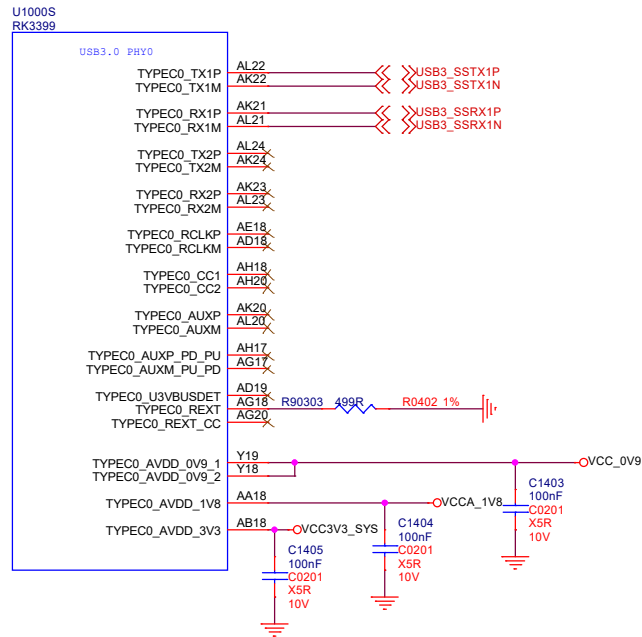 U1000S
RK3399
USB3.0 PHY0
TYPEC0_TX1P AL22 USB3_SSTX1P
TYPEC0_TX1M AK22 USB3_SSTX1N
TYPEC0_RX1P AK21 USB3_SSRX1P
TYPEC0_RX1M AL21 USB3_SSRX1N
TYPEC0_TX2P AL24
TYPEC0_TX2M AK24
TYPEC0_RX2P AK23
TYPEC0_RX2M AL23
TYPEC0_RCLKP AE18
TYPEC0_RCLKM AD18
TYPEC0_CC1 AH18
TYPEC0_CC2 AH20
TYPEC0_AUXP AK20
TYPEC0_AUXM AL20
TYPEC0_AUXP_PD_PU AH17
TYPEC0_AUXM_PU_PD AG17
TYPEC0_U3VBUSDET AD19
TYPEC0_REXT AG18 R90303 499R R0402 1%
TYPEC0_REXT_CC AG20
TYPEC0_AVDD_0V9_1 Y19 VCC_0V9
TYPEC0_AVDD_0V9_2 Y18
TYPEC0_AVDD_1V8 AA18 VCCA_1V8
TYPEC0_AVDD_3V3 AB18 VCC3V3_SYS
C1403
100nF
C0201
X5R
10V
C1404
100nF
C0201
X5R
10V
C1405
100nF
C0201
X5R
10V